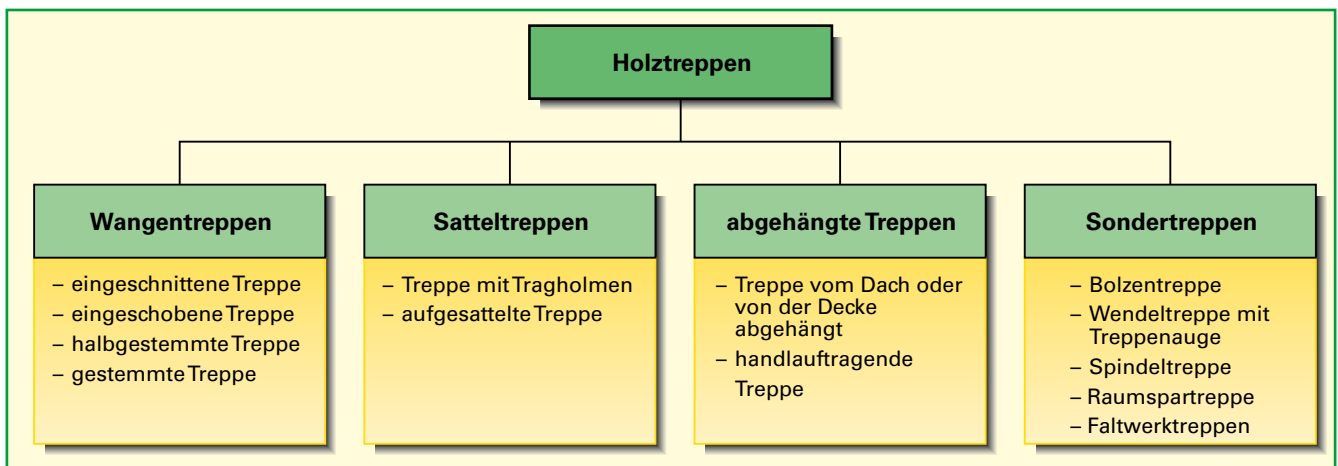 Holztreppen
Wangentreppen
– eingeschnittene Treppe
– eingeschobene Treppe
– halbgestemmte Treppe
– gestemmte Treppe
Satteltreppen
– Treppe mit Tragholmen
– aufgesattelte Treppe
abgehängte Treppen
– Treppe vom Dach oder
von der Decke
abgehängt
– handlauftragende
Treppe
Sondertreppen
– Bolzentreppe
– Wendeltreppe mit
Treppenauge
– Spindeltreppe
– Raumspartreppe
– Faltwerktreppen